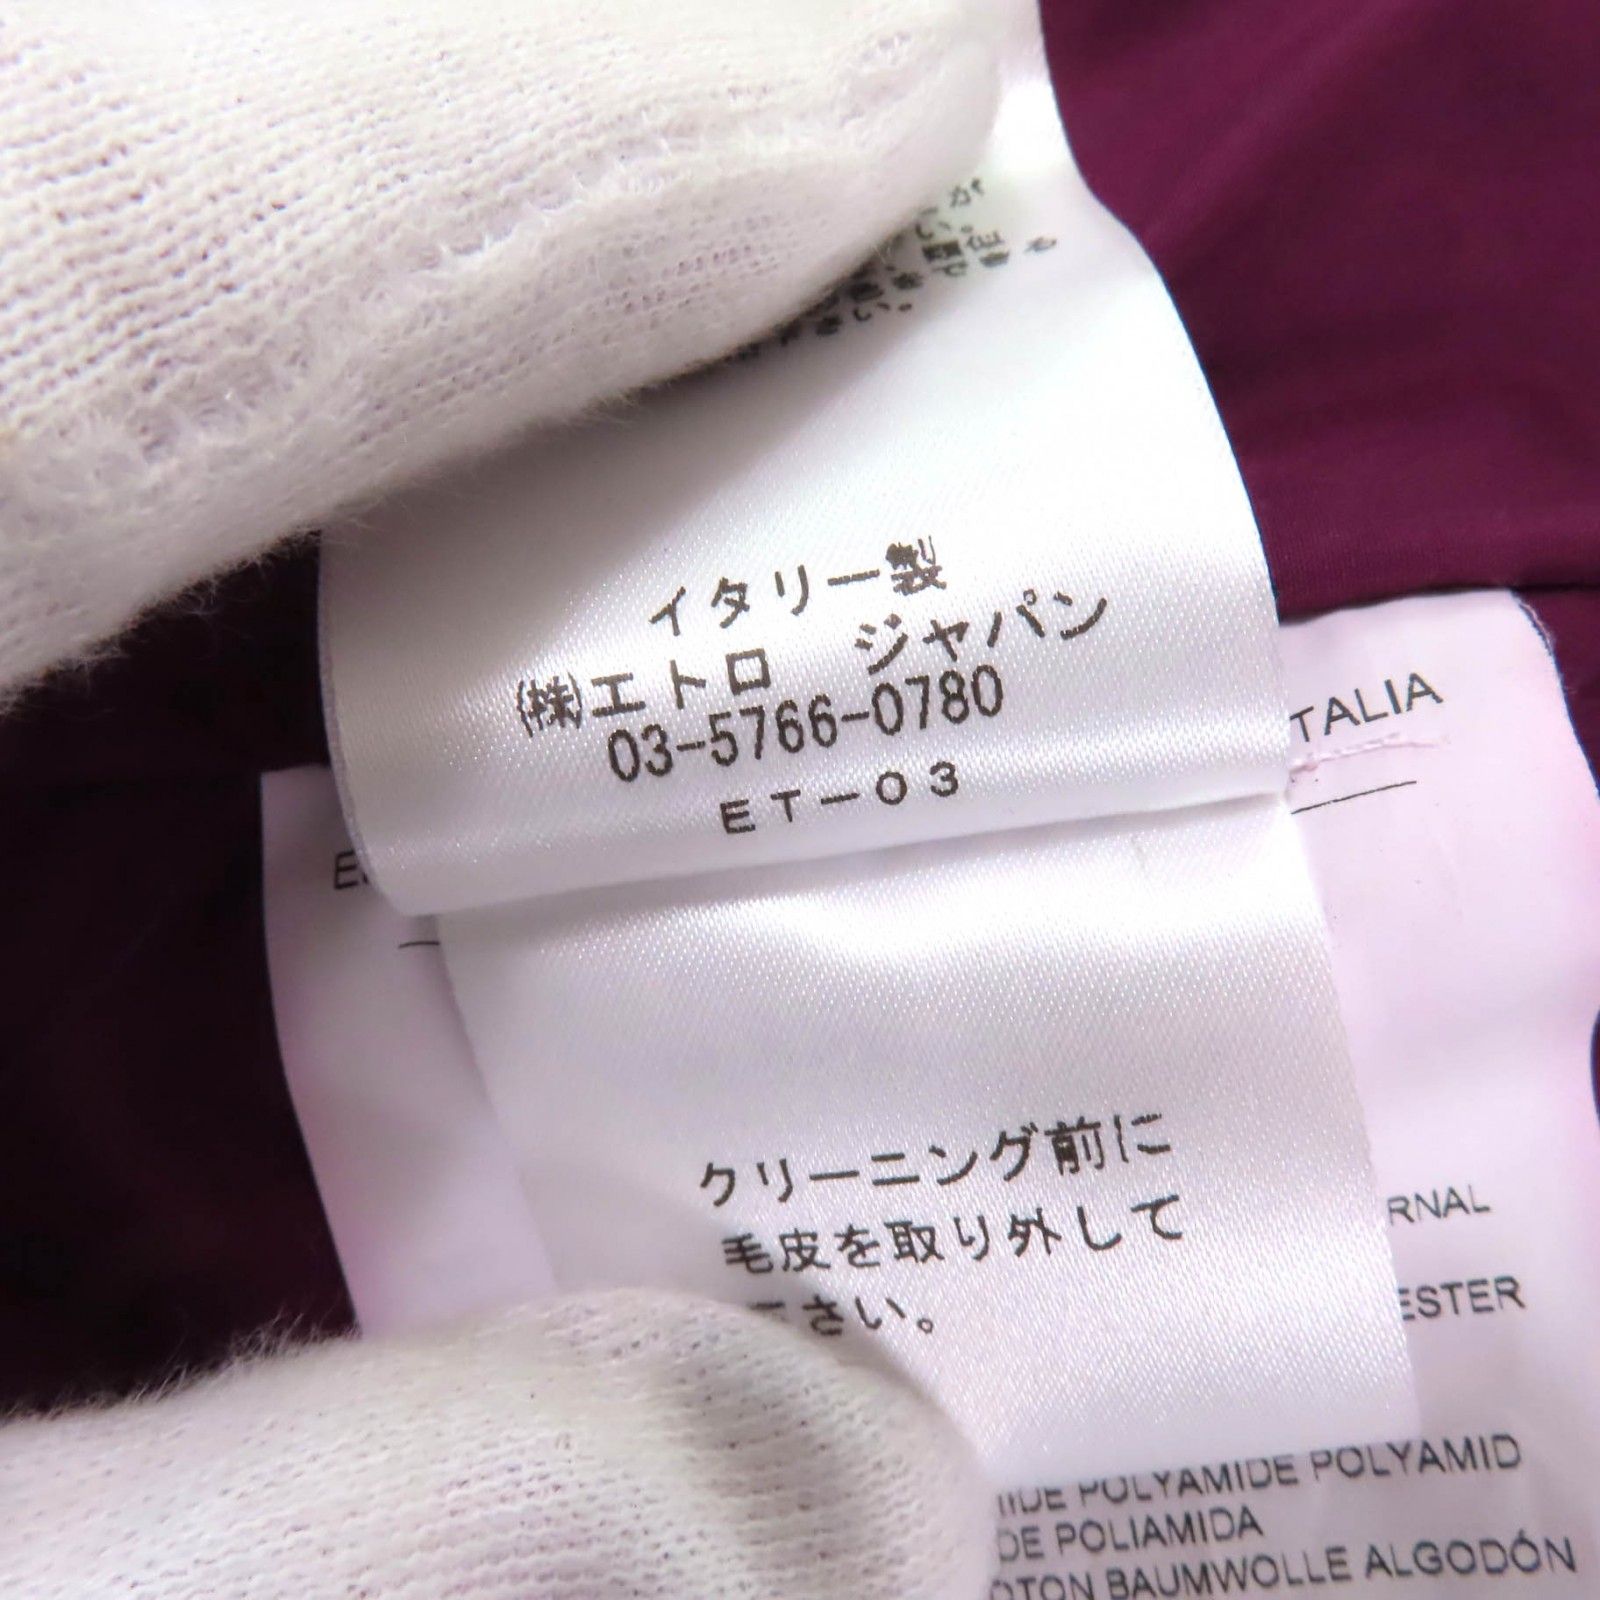 イタリー製
(株)エトロ ジャパン
03-5766-0780
ET-03
TALIA
クリーニング前に
毛皮を取り外して
下さい。
RNAL
ESTER
POLYAMIDE POLYAMID
DE POLIAMIDA
OTON BAUMWOLLE ALGODÓN